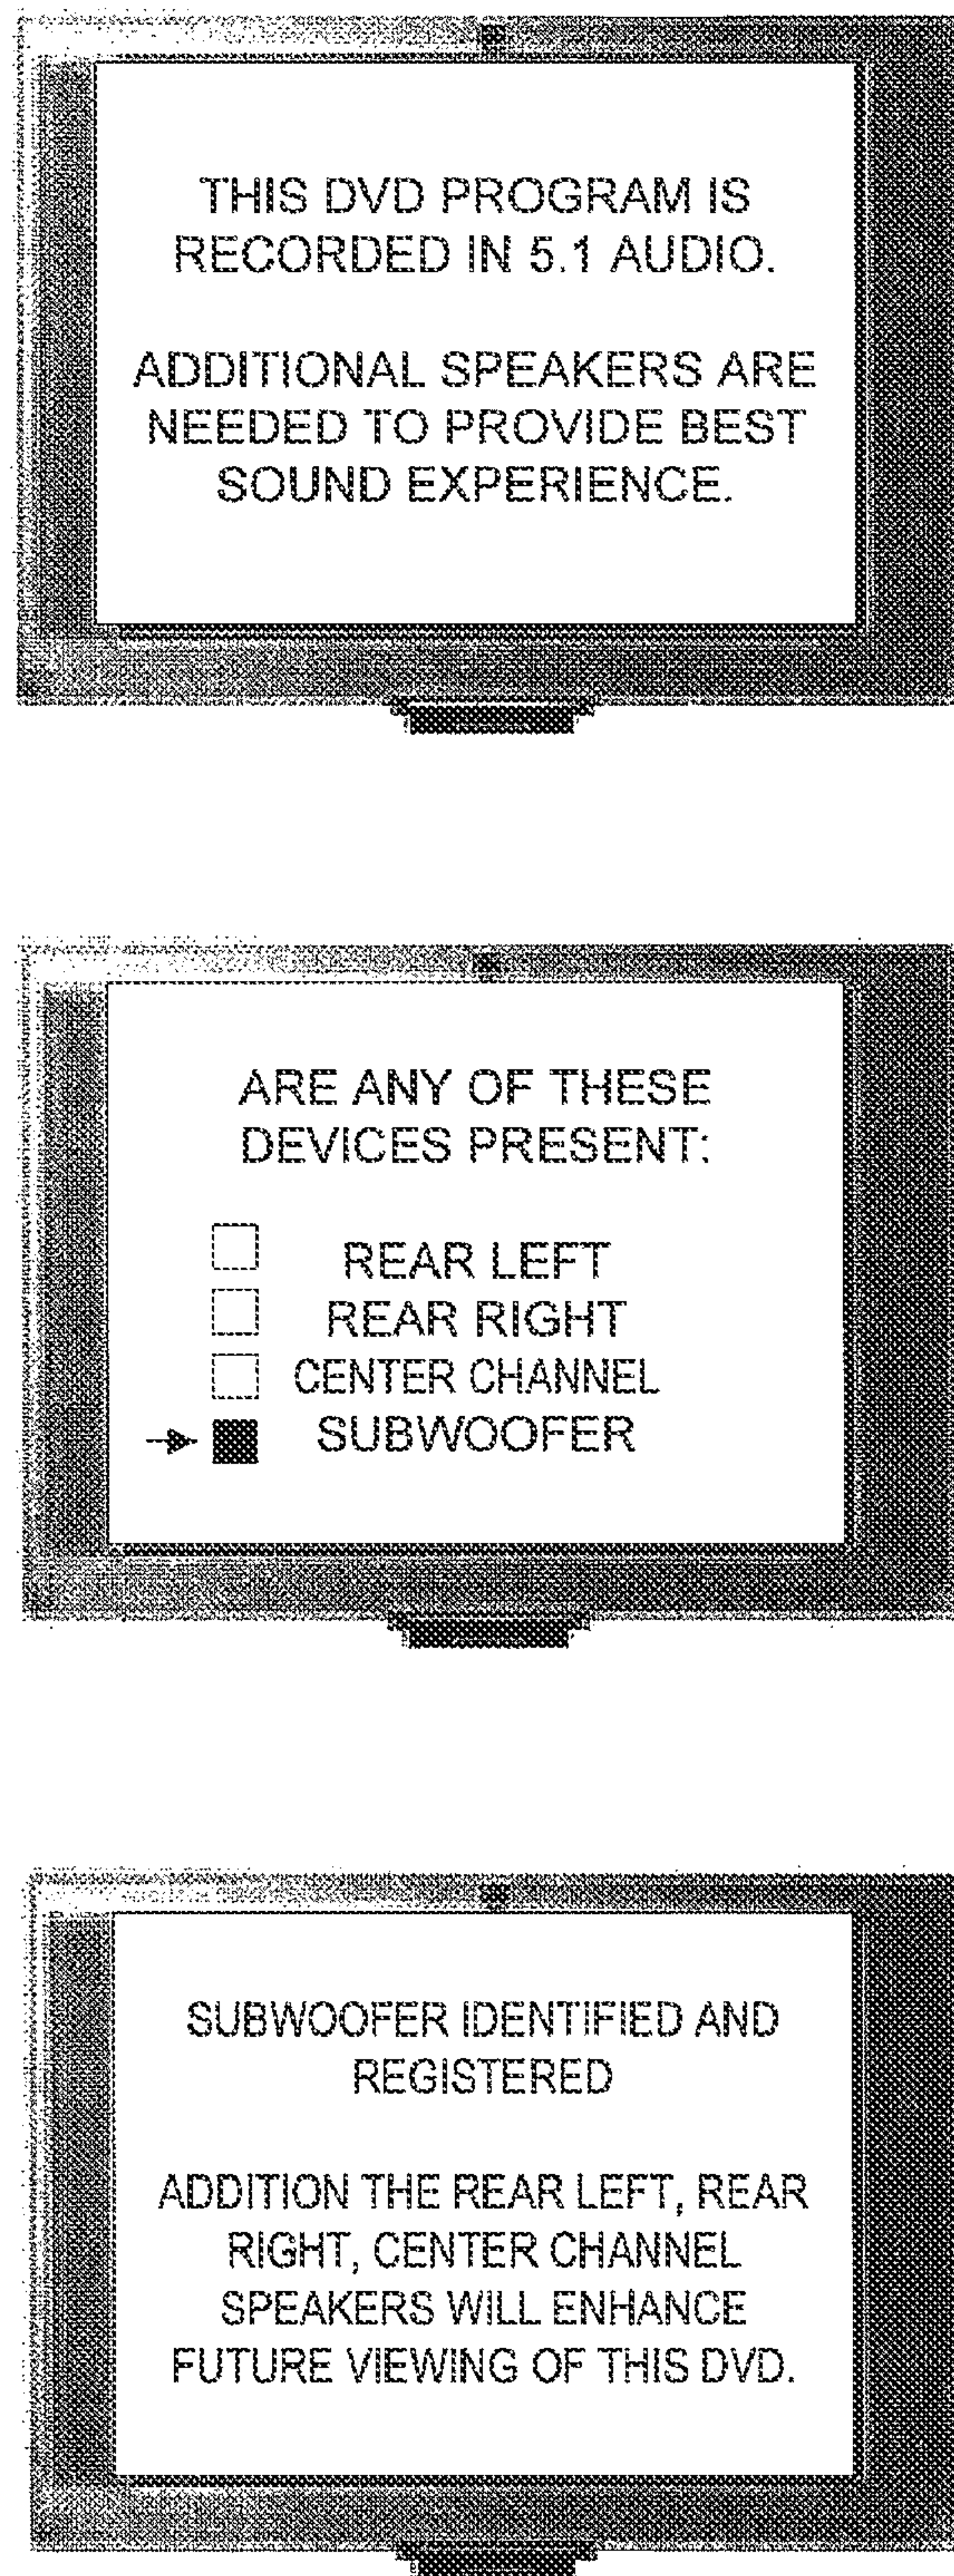 THIS DVD PROGRAM IS
RECORDED IN 5.1 AUDIO.
ADDITIONAL SPEAKERS ARE
NEEDED TO PROVIDE BEST
SOUND EXPERIENCE.
ARE ANY OF THESE
DEVICES PRESENT:
REAR LEFT
REAR RIGHT
CENTER CHANNEL
SUBWOOFER
SUBWOOFER IDENTIFIED AND
REGISTERED
ADDITION THE REAR LEFT, REAR
RIGHT, CENTER CHANNEL
SPEAKERS WILL ENHANCE
FUTURE VIEWING OF THIS DVD.